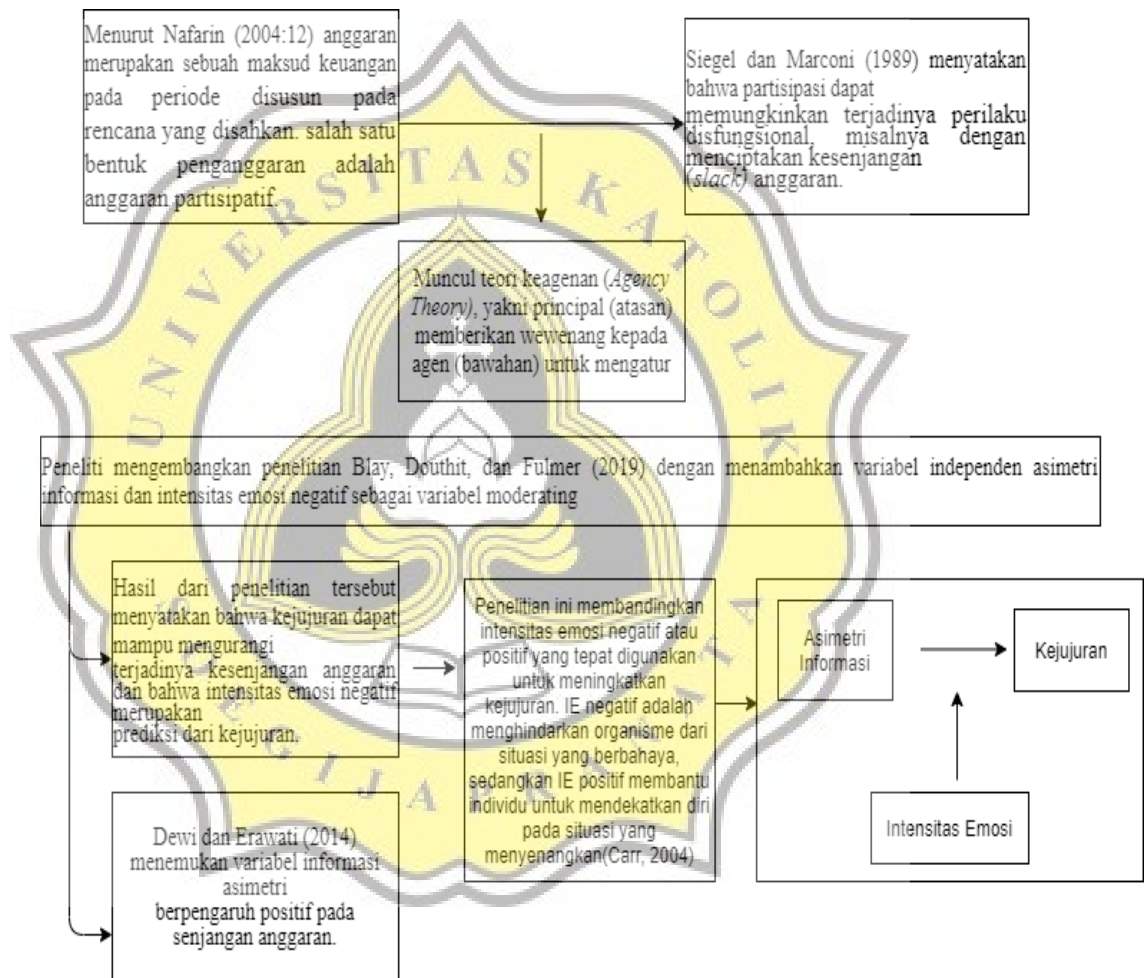 Menurut Nafarin (2004:12) anggaran
merupakan sebuah maksud keuangan
pada periode disusun pada
rencana yang disahkan. salah satu
bentuk penganggaran adalah
anggaran partisipatif.
Siegel dan Marconi (1989) menyatakan
bahwa partisipasi dapat
memungkinkan terjadinya perilaku
disfungsional, misalnya dengan
menciptakan kesenjangan
(slack) anggaran.
Muncul teori keagenan (Agency
Theory), yakni principal (atasan)
memberikan wewenang kepada
agen (bawahan) untuk mengatur
Peneliti mengembangkan penelitian Blay, Douthit, dan Fulmer (2019) dengan menambahkan variabel independen asimetri
informasi dan intensitas emosi negatif sebagai variabel moderating
Hasil dari penelitian tersebut
menyatakan bahwa kejujuran dapat
mampu mengurangi
terjadinya kesenjangan anggaran
dan bahwa intensitas emosi negatif
merupakan
prediksi dari kejujuran.
Penelitian ini membandingkan
intensitas emosi negatif atau
positif yang tepat digunakan
untuk meningkatkan
kejujuran. IE negatif adalah
menghindarkan organisme dari
situasi yang berbahaya,
sedangkan IE positif membantu
individu untuk mendekatkan diri
pada situasi yang
menyenangkan(Carr, 2004)
Asimetri
Informasi
Kejujuran
Intensitas Emosi
Dewi dan Erawati (2014)
menemukan variabel informasi
asimetri
berpengaruh positif pada
senjangan anggaran.
UNIVERSITAS KATOLIK
SOEGIJAPRANATA